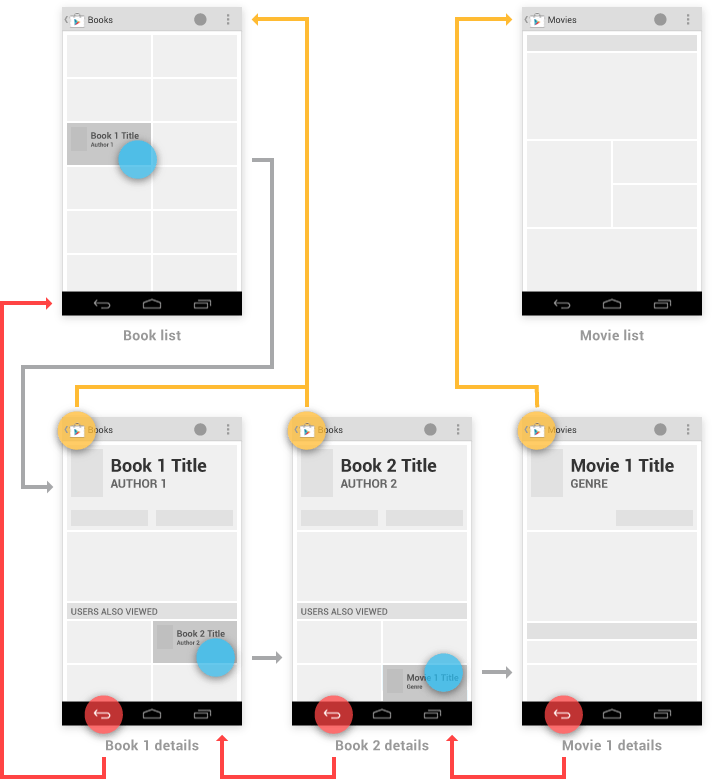 Books
Book 1 Title
Author 1
Book list
Movies
Movie list
Books
Book 1 Title
AUTHOR 1
USERS ALSO VIEWED
Book 2 Title
Author 2
Book 1 details
Books
Book 2 Title
AUTHOR 2
USERS ALSO VIEWED
Movie 1 Title
Genre
Book 2 details
Movies
Movie 1 Title
GENRE
Movie 1 details